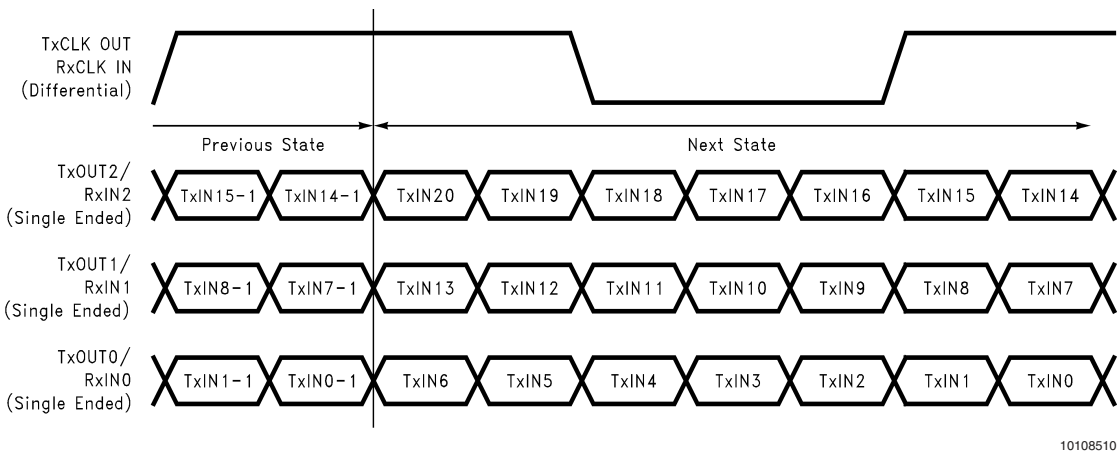 TxCLK OUT
RxCLK IN
(Differential)
Previous State
Next State
TxOUT2/
RxIN2
(Single Ended)
TxIN15-1 TxIN14-1 TxIN20 TxIN19 TxIN18 TxIN17 TxIN16 TxIN15 TxIN14
TxOUT1/
RxIN1
(Single Ended)
TxIN8-1 TxIN7-1 TxIN13 TxIN12 TxIN11 TxIN10 TxIN9 TxIN8 TxIN7
TxOUT0/
RxIN0
(Single Ended)
TxIN1-1 TxIN0-1 TxIN6 TxIN5 TxIN4 TxIN3 TxIN2 TxIN1 TxIN0
10108510